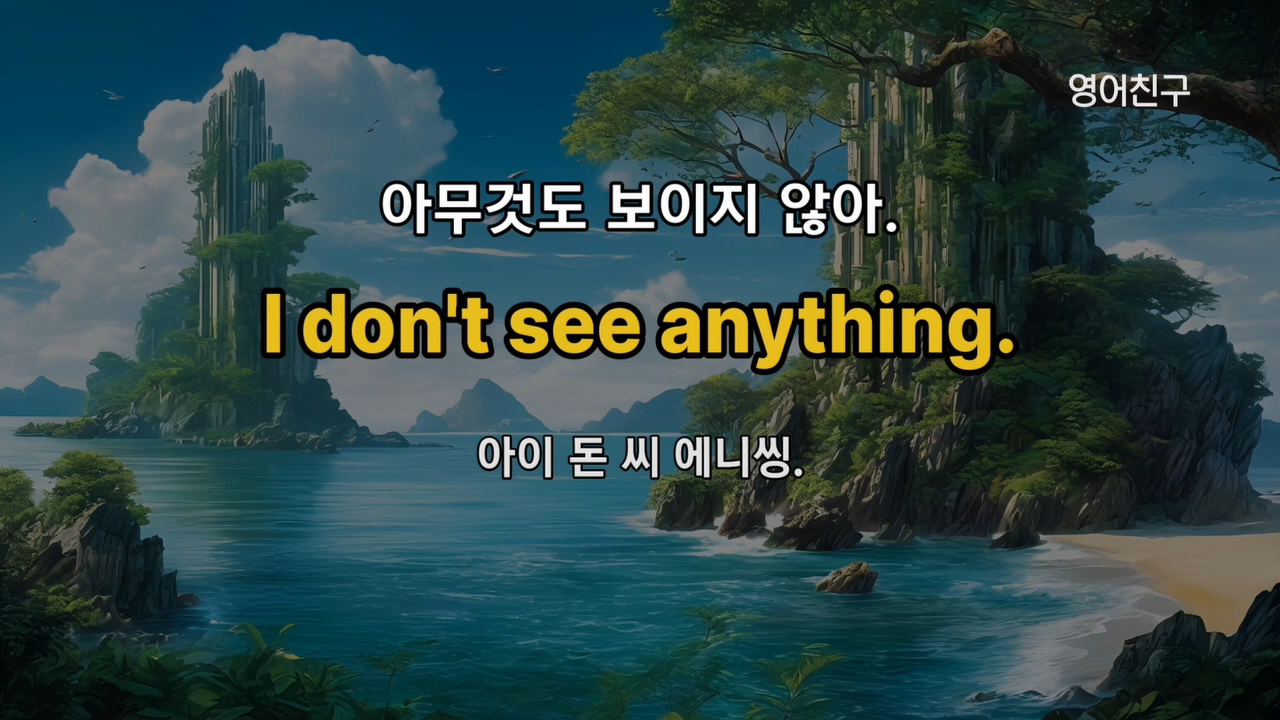 영어친구
아무것도 보이지 않아.
I don't see anything.
아이 돈 씨 에니씽.